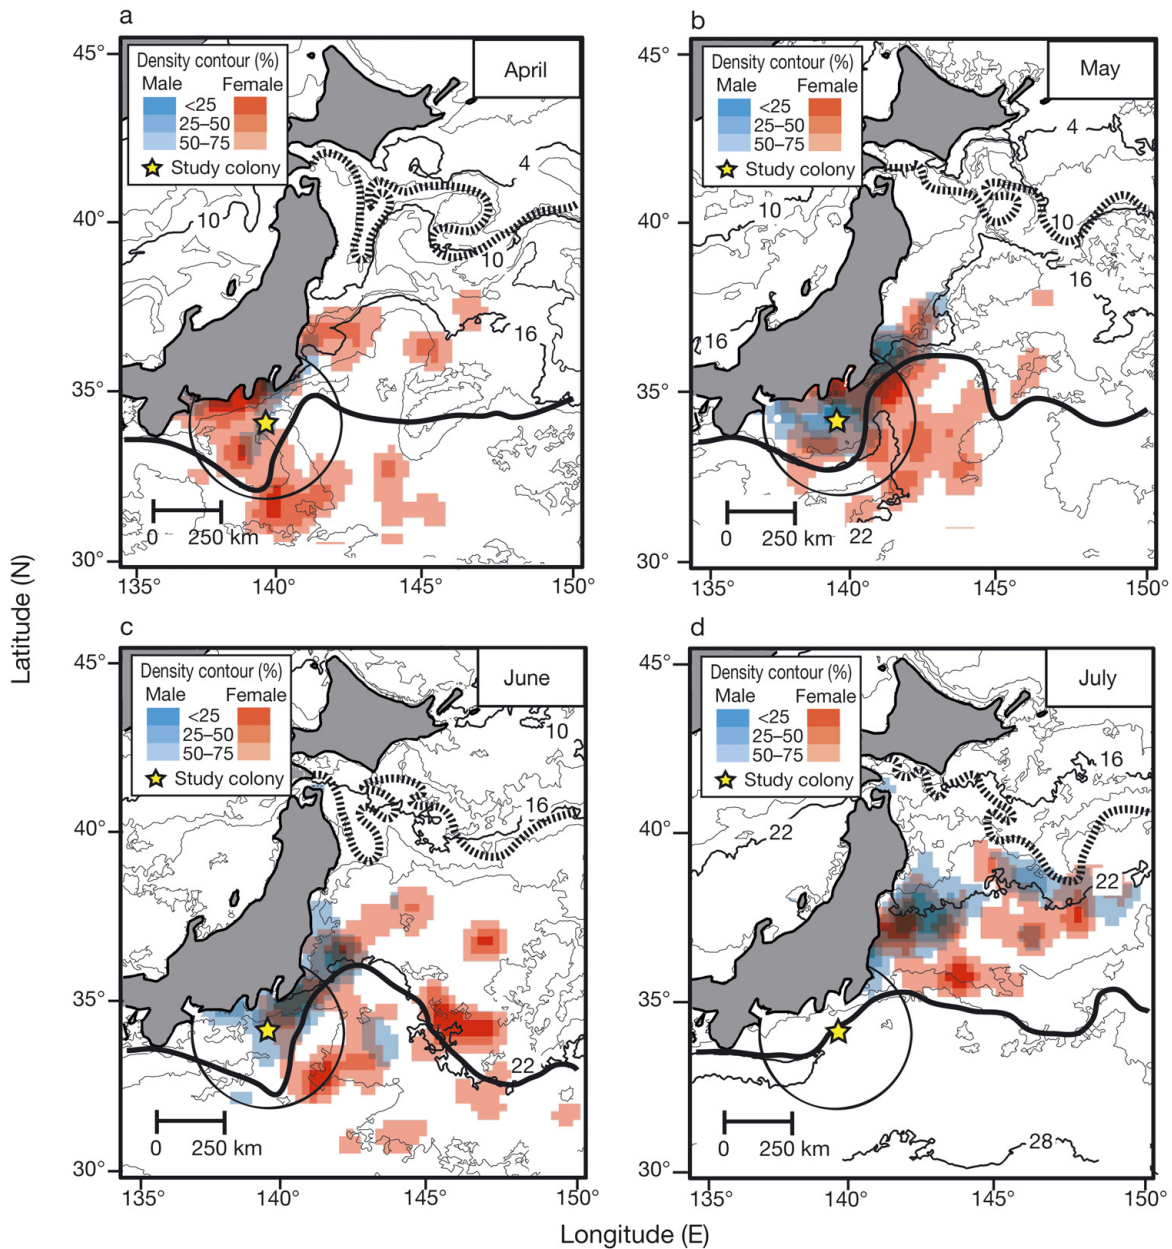 a
April
Density contour (%)
Male Female
<25
25–50
50–75
Study colony
45°
40°
35°
30°
4
10
10
16
0 250 km
135° 140° 145° 150°
b
May
Density contour (%)
Male Female
<25
25–50
50–75
Study colony
45°
40°
35°
30°
4
10
10
16
16
22
0 250 km
135° 140° 145° 150°
c
June
Density contour (%)
Male Female
<25
25–50
50–75
Study colony
45°
40°
35°
30°
10
16
22
0 250 km
135° 140° 145° 150°
d
July
Density contour (%)
Male Female
<25
25–50
50–75
Study colony
45°
40°
35°
30°
16
22
22
28
0 250 km
135° 140° 145° 150°
Latitude (N)
Longitude (E)